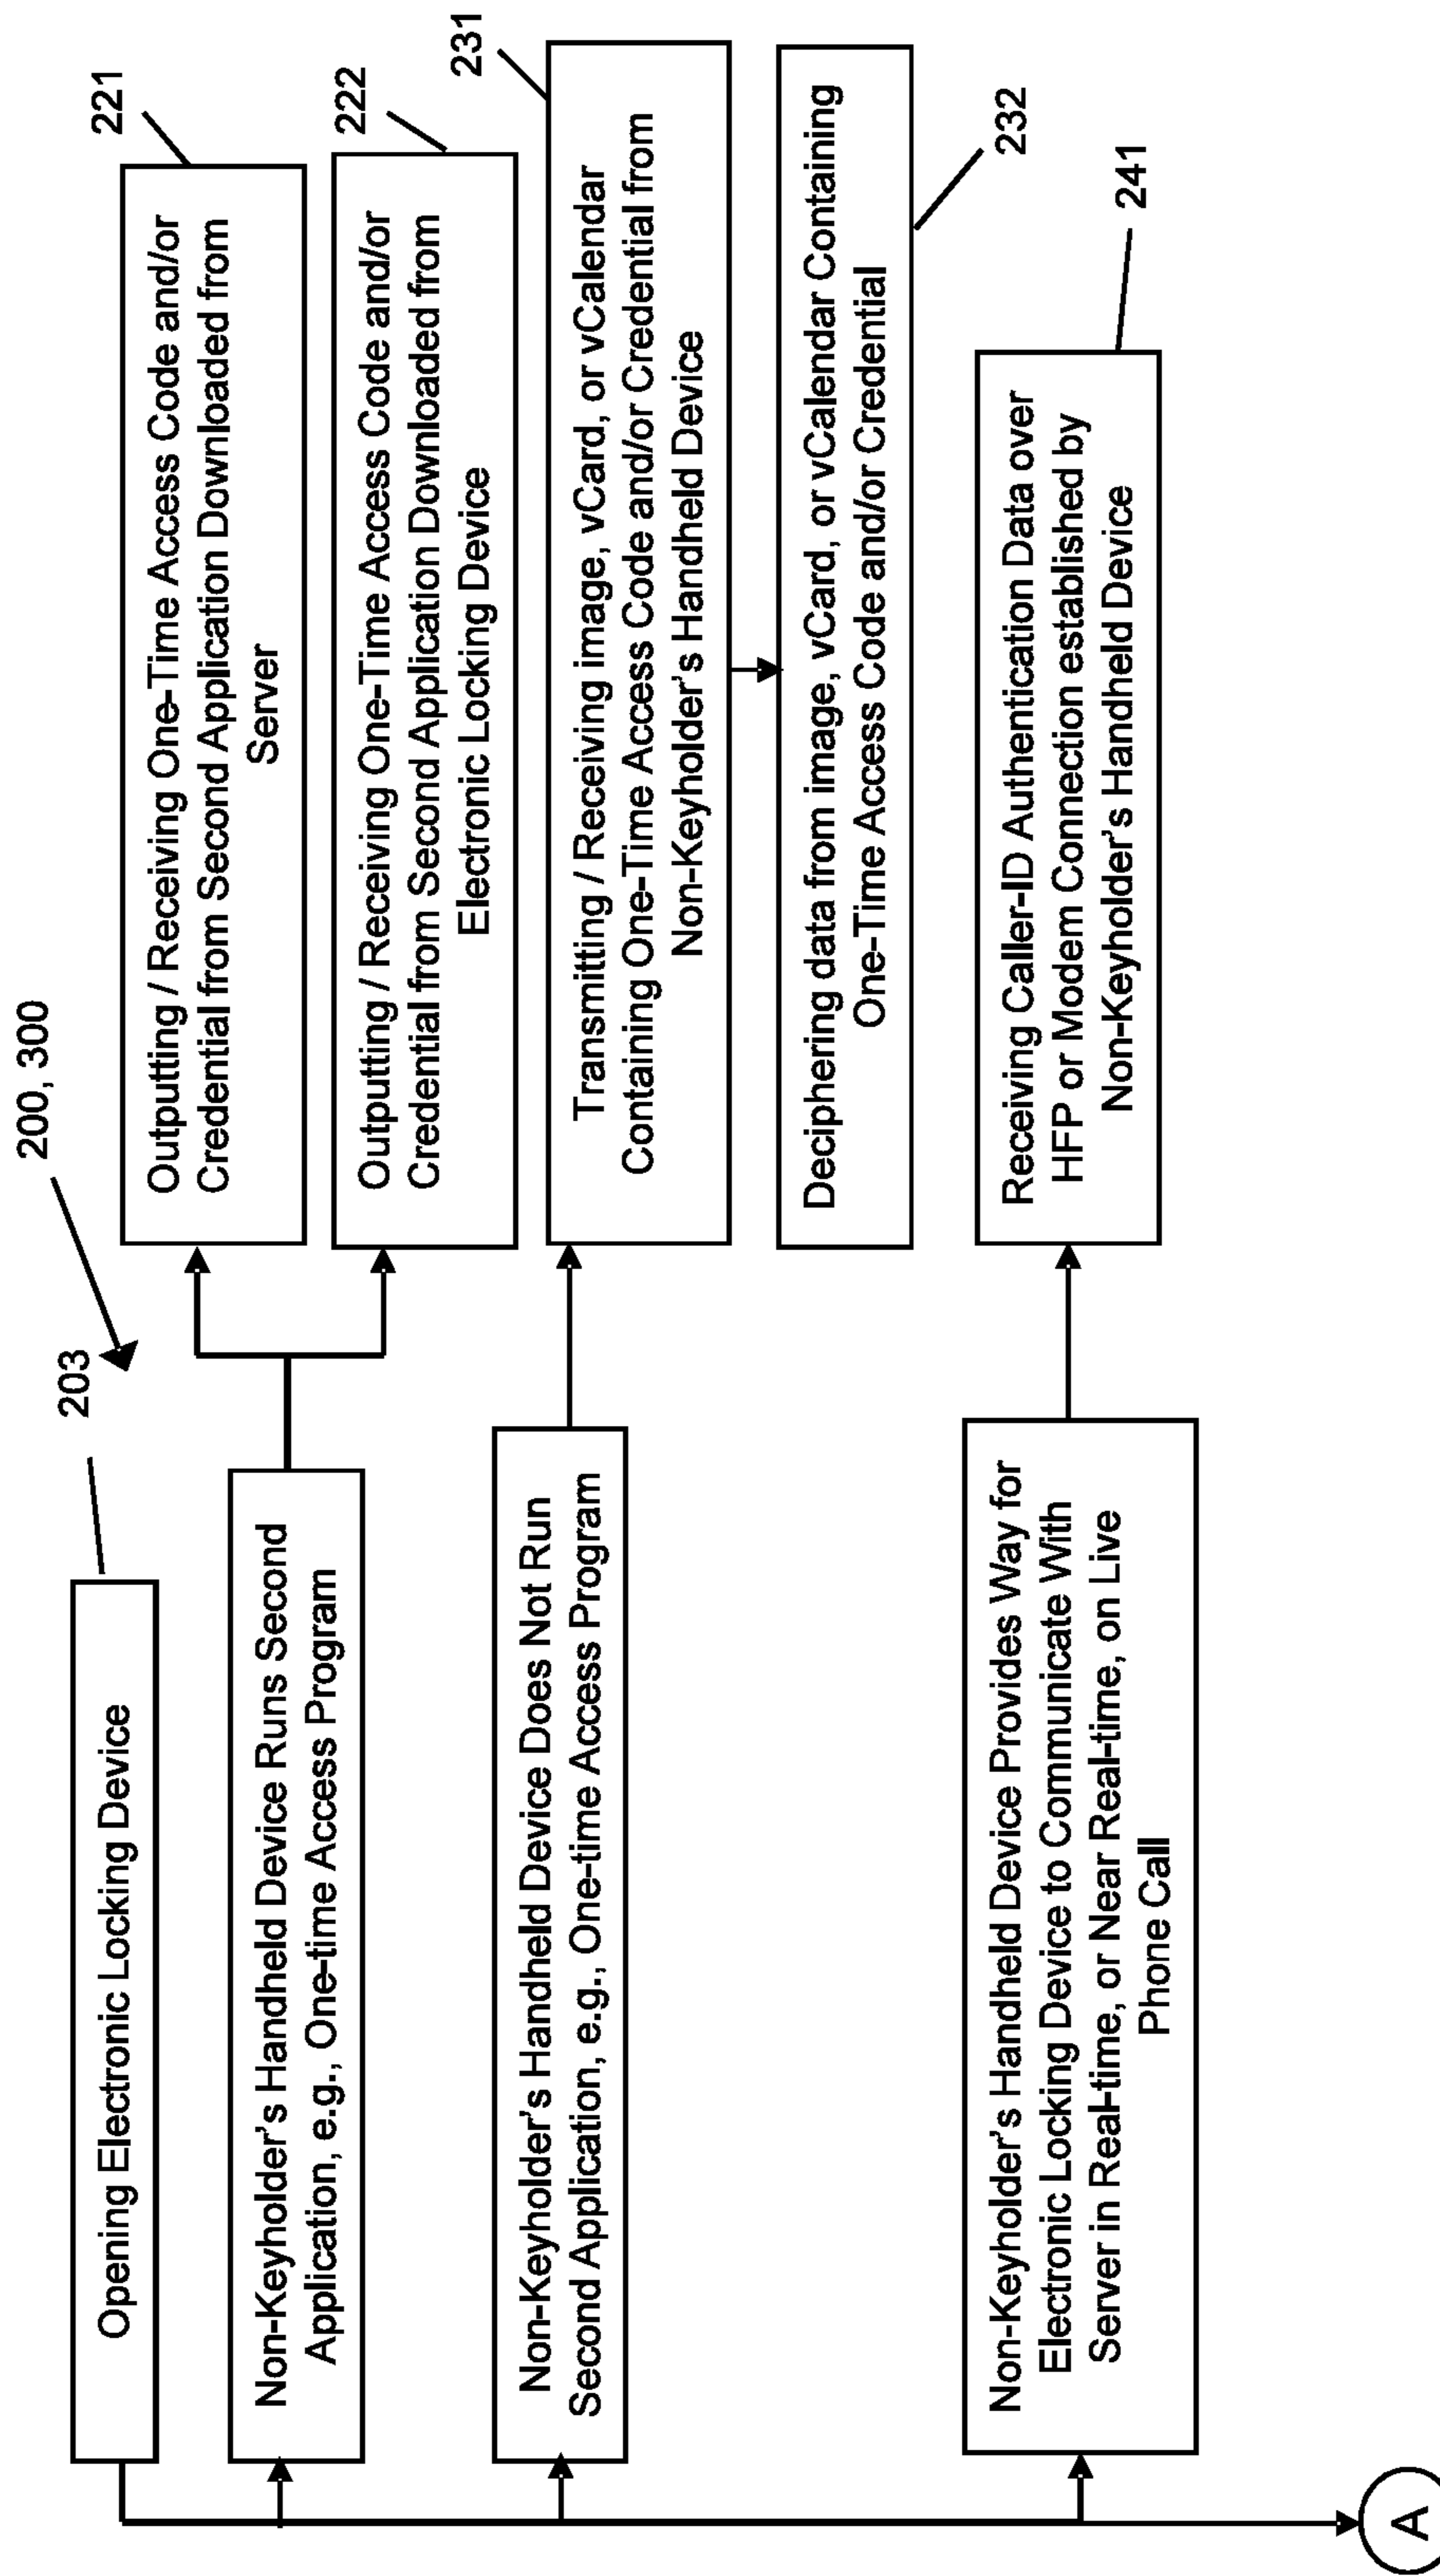 200, 300
203
Opening Electronic Locking Device
Non-Keyholder's Handheld Device Runs Second
Application, e.g., One-time Access Program
221
Outputting / Receiving One-Time Access Code and/or
Credential from Second Application Downloaded from
Server
222
Outputting / Receiving One-Time Access Code and/or
Credential from Second Application Downloaded from
Electronic Locking Device
Non-Keyholder's Handheld Device Does Not Run
Second Application, e.g., One-time Access Program
231
Transmitting / Receiving image, vCard, or vCalendar
Containing One-Time Access Code and/or Credential from
Non-Keyholder's Handheld Device
Deciphering data from image, vCard, or vCalendar Containing
One-Time Access Code and/or Credential
232
Non-Keyholder's Handheld Device Provides Way for
Electronic Locking Device to Communicate With
Server in Real-time, or Near Real-time, on Live
Phone Call
241
Receiving Caller-ID Authentication Data over
HFP or Modem Connection established by
Non-Keyholder's Handheld Device
A